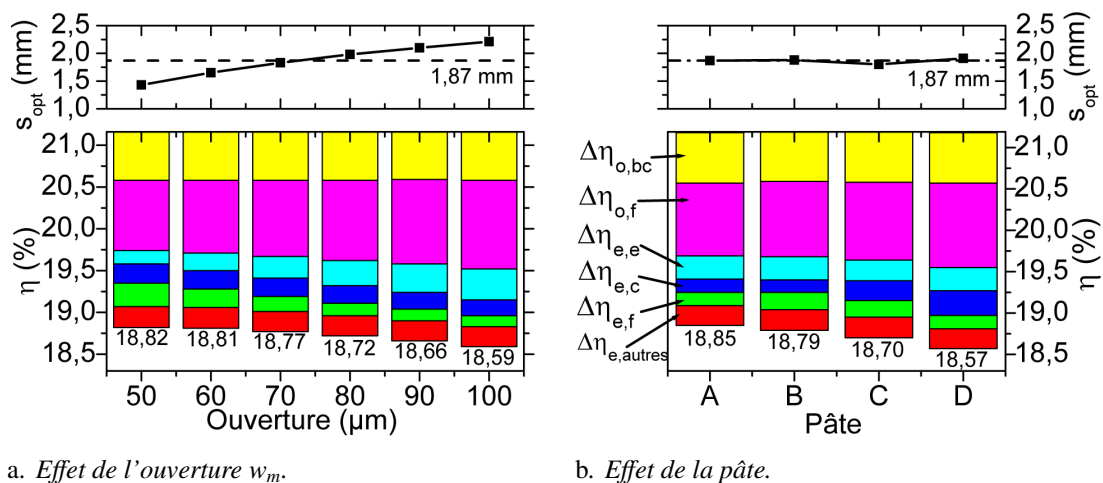 2,5
2,0
1,5
1,0
s_opt (mm)
1,87 mm
21,0
20,5
20,0
19,5
19,0
18,5
η (%)
18,82 18,81 18,77 18,72 18,66 18,59
50 60 70 80 90 100
Ouverture (µm)
a. Effet de l'ouverture w_m.
2,5
2,0
1,5
1,0
s_opt (mm)
1,87 mm
Δη_o,bc
Δη_o,f
Δη_e,e
Δη_e,c
Δη_e,f
Δη_e,autres
21,0
20,5
20,0
19,5
19,0
18,5
η (%)
18,85 18,79 18,70 18,57
A B C D
Pâte
b. Effet de la pâte.